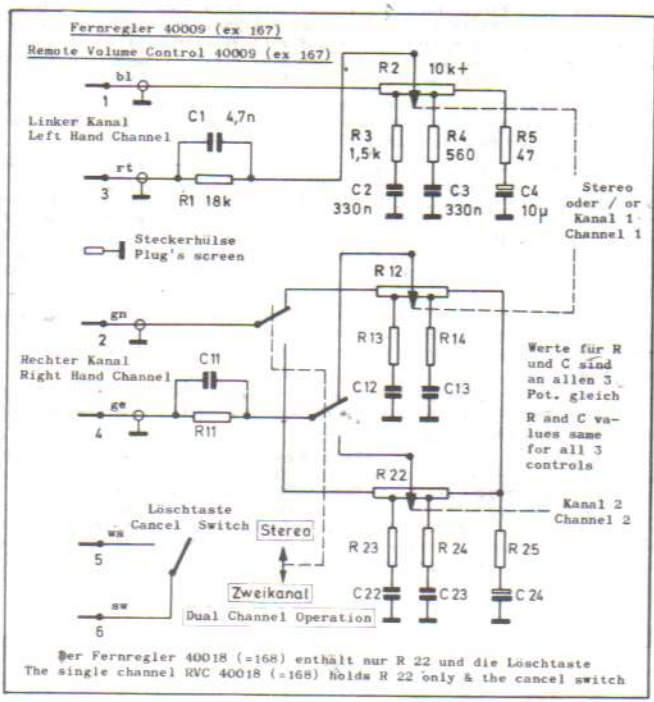 Fernregler 40009 (ex 167)
Remote Volume Control 40009 (ex 167)
bl
1
R2
10k+
C1
4,7n
Linker Kanal
Left Hand Channel
rt
3
R1 18k
R3
1,5k
R4
560
R5
47
C2
330n
C3
330n
C4
10µ
Stereo
oder / or
Kanal 1
Channel 1
Steckerhülse
Plug's screen
R 12
gn
2
R13
R14
Rechter Kanal
Right Hand Channel
C11
C12
C13
Werte für R
und C sind
an allen 3
Pot. gleich
R and C va-
lues same
for all 3
controls
ge
4
R11
R 22
Löschtaste
Cancel Switch
Stereo
Kanal 2
Channel 2
ws
5
R 23
R 24
R 25
Zweikanal
C 22
C 23
C 24
sw
6
Dual Channel Operation
Der Fernregler 40018 (=168) enthält nur R 22 und die Löschtaste
The single channel RVC 40018 (=168) holds R 22 only & the cancel switch